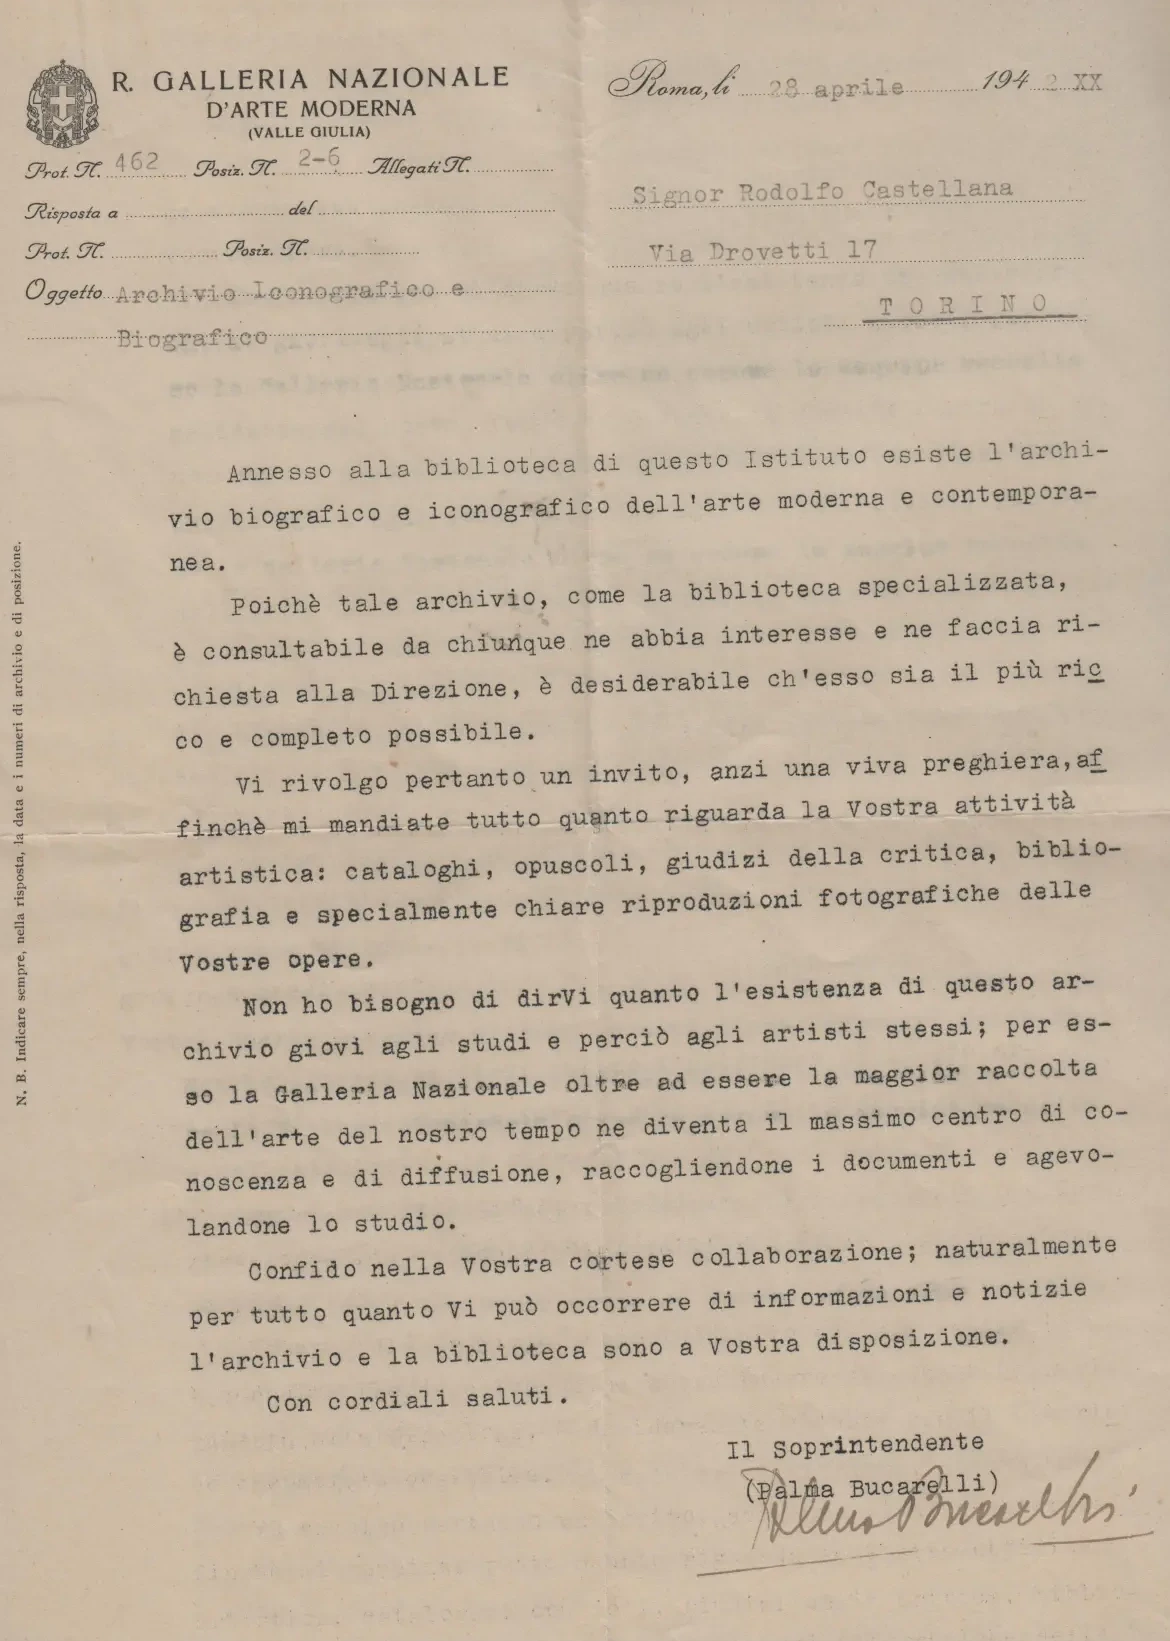 R. GALLERIA NAZIONALE
D'ARTE MODERNA
(VALLE GIULIA)
Prot. N. 462 Posiz. N. 2-6 Allegati N.
Risposta a del
Prot. N. Posiz. N.
Oggetto Archivio Iconografico e
Biografico
Roma, li 28 aprile 1942 XX
Signor Rodolfo Castellana
Via Drovetti 17
TORINO
Annesso alla biblioteca di questo Istituto esiste l'archi-
vio biografico e iconografico dell'arte moderna e contempora-
nea.
Poichè tale archivio, come la biblioteca specializzata,
è consultabile da chiunque ne abbia interesse e ne faccia ri-
chiesta alla Direzione, è desiderabile ch'esso sia il più ric
co e completo possibile.
Vi rivolgo pertanto un invito, anzi una viva preghiera, af
finchè mi mandiate tutto quanto riguarda la Vostra attività
artistica: cataloghi, opuscoli, giudizi della critica, biblio-
grafia e specialmente chiare riproduzioni fotografiche delle
Vostre opere.
Non ho bisogno di dirVi quanto l'esistenza di questo ar-
chivio giovi agli studi e perciò agli artisti stessi; per es-
so la Galleria Nazionale oltre ad essere la maggior raccolta
dell'arte del nostro tempo ne diventa il massimo centro di co-
noscenza e di diffusione, raccogliendone i documenti e agevo-
landone lo studio.
Confido nella Vostra cortese collaborazione; naturalmente
per tutto quanto Vi può occorrere di informazioni e notizie
l'archivio e la biblioteca sono a Vostra disposizione.
Con cordiali saluti.
Il Soprintendente
(Palma Bucarelli)
Palma Bucarelli
N. B. Indicare sempre, nella risposta, la data e i numeri di archivio e di posizione.